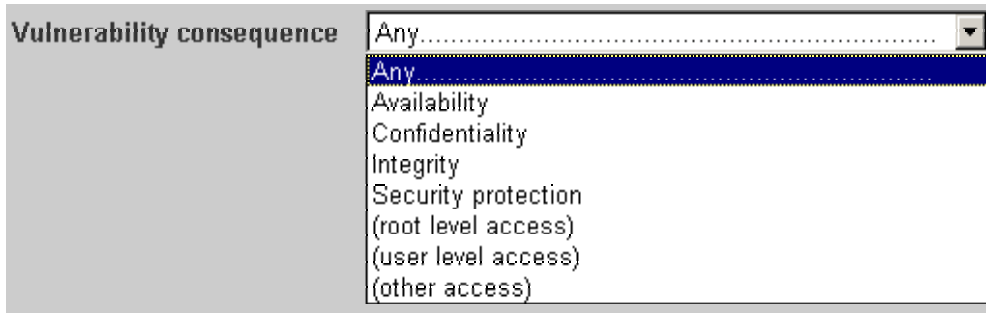 Vulnerability consequence Any.................................................................
Any.................................................................
Availability
Confidentiality
Integrity
Security protection
(root level access)
(user level access)
(other access)